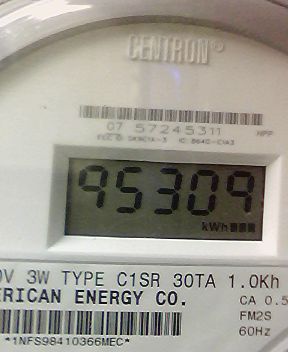 CENTRON®
07 57245311 HPP
95309
kWh
0V 3W TYPE C1SR 30TA 1.0Kh
ERICAN ENERGY CO.
CA 0.5
FM2S
60Hz
*1NFS98410366MEC*